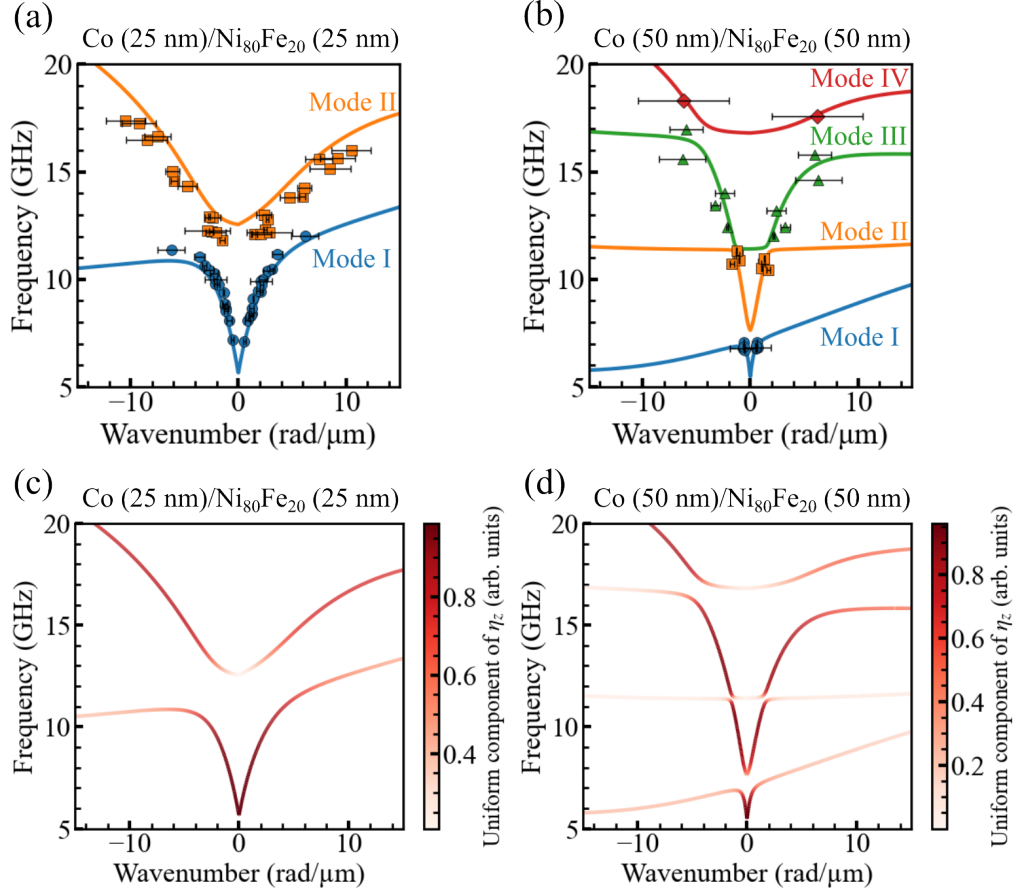 (a)
Co (25 nm)/Ni₈₀Fe₂₀ (25 nm)
20
15
10
5
Frequency (GHz)
Mode II
Mode I
−10 0 10
Wavenumber (rad/μm)
(b)
Co (50 nm)/Ni₈₀Fe₂₀ (50 nm)
20
15
10
5
Frequency (GHz)
Mode IV
Mode III
Mode II
Mode I
−10 0 10
Wavenumber (rad/μm)
(c)
Co (25 nm)/Ni₈₀Fe₂₀ (25 nm)
20
15
10
5
Frequency (GHz)
−10 0 10
Wavenumber (rad/μm)
0.8
0.6
0.4
Uniform component of η_z (arb. units)
(d)
Co (50 nm)/Ni₈₀Fe₂₀ (50 nm)
20
15
10
5
Frequency (GHz)
−10 0 10
Wavenumber (rad/μm)
0.8
0.6
0.4
0.2
Uniform component of η_z (arb. units)